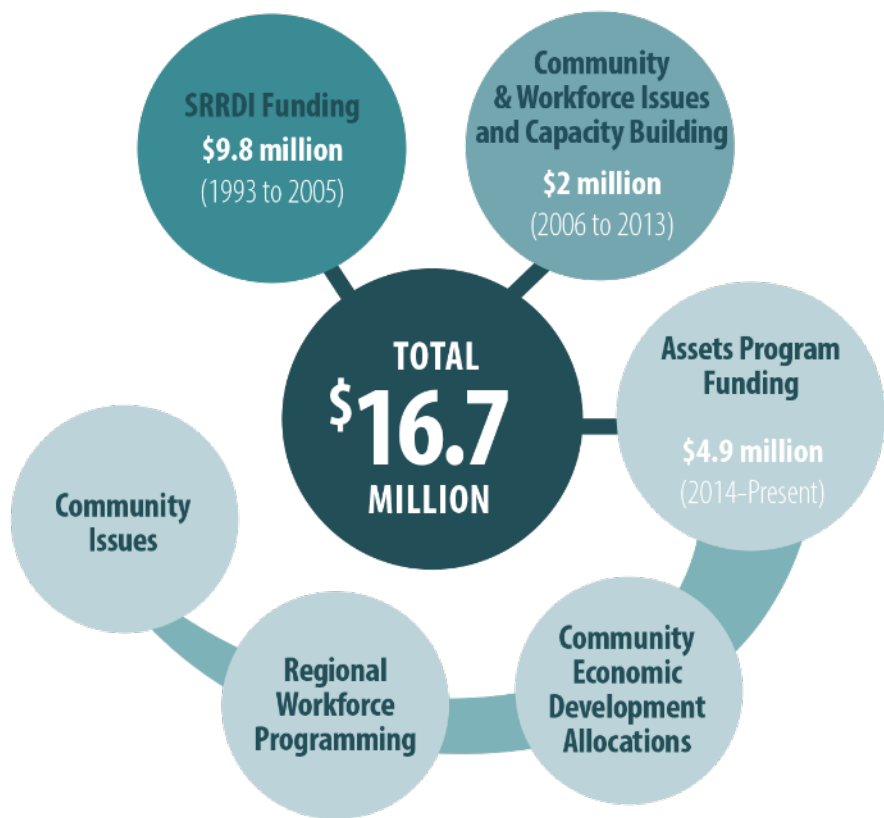 SRRDI Funding
$9.8 million
(1993 to 2005)
Community
& Workforce Issues
and Capacity Building
$2 million
(2006 to 2013)
TOTAL
$16.7
MILLION
Assets Program
Funding
$4.9 million
(2014–Present)
Community
Issues
Regional
Workforce
Programming
Community
Economic
Development
Allocations